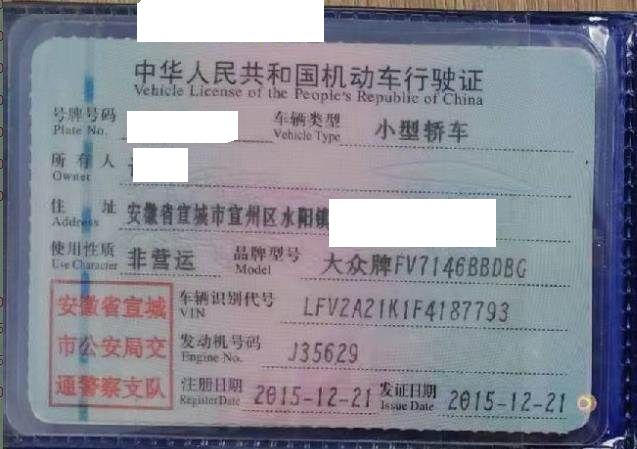 中华人民共和国机动车行驶证
Vehicle License of the People's Republic of China
号牌号码 车辆类型 小型轿车
Plate No. Vehicle Type
所有人
Owner
住址 安徽省宣城市宣州区水阳镇
Address
使用性质 非营运 品牌型号 大众牌FV7146BBDBG
Use Character Model
安徽省宣城 车辆识别代号 LFV2A21K1F4187793
VIN
市公安局交 发动机号码 J35629
Engine No.
通警察支队 注册日期 2015-12-21 发证日期 2015-12-21
Register Date Issue Date